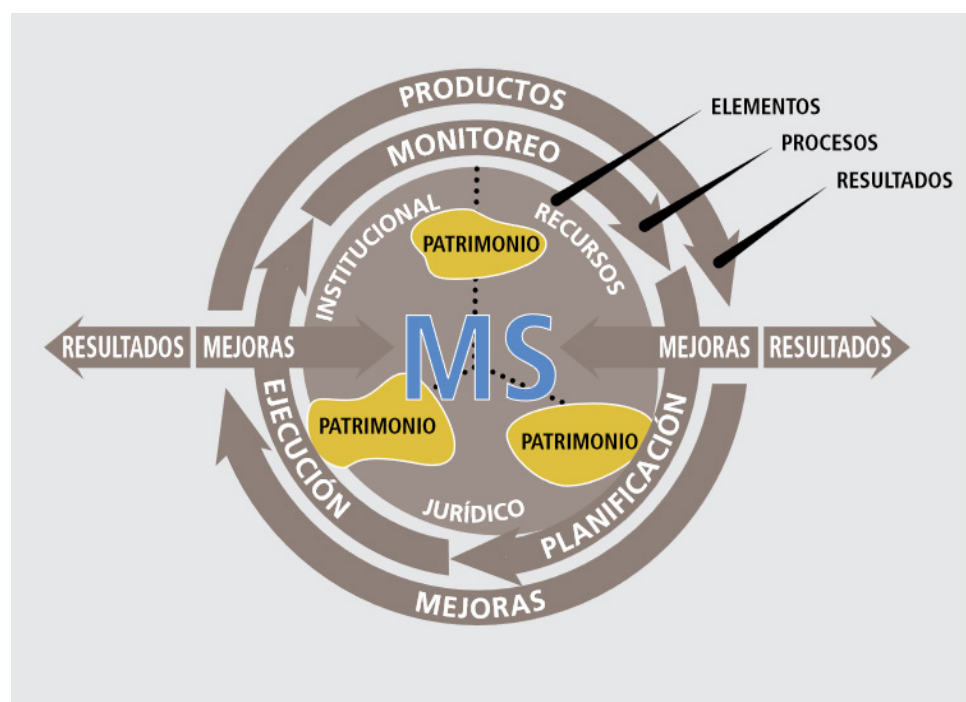 PRODUCTOS
MONITOREO
ELEMENTOS
PROCESOS
RESULTADOS
INSTITUCIONAL
RECURSOS
PATRIMONIO
RESULTADOS
MEJORAS
MS
MEJORAS
RESULTADOS
EJECUCIÓN
PATRIMONIO
PATRIMONIO
PLANIFICACIÓN
JURÍDICO
MEJORAS